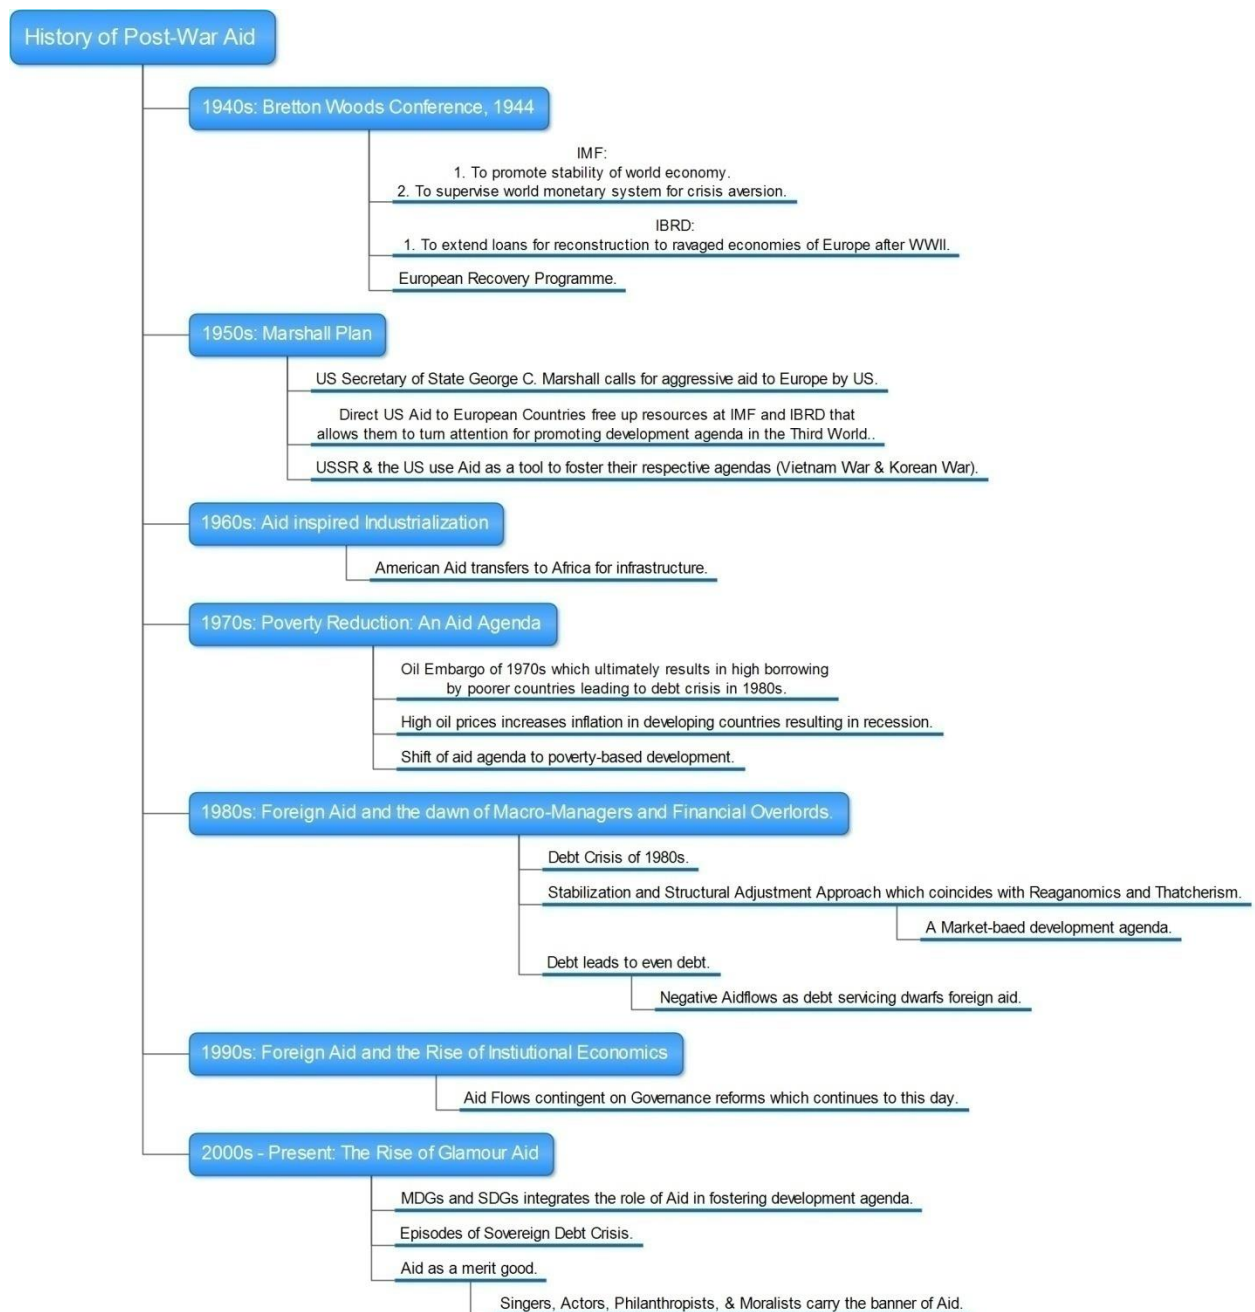 History of Post-War Aid
1940s: Bretton Woods Conference, 1944
IMF:
1. To promote stability of world economy.
2. To supervise world monetary system for crisis aversion.
IBRD:
1. To extend loans for reconstruction to ravaged economies of Europe after WWII.
European Recovery Programme.
1950s: Marshall Plan
US Secretary of State George C. Marshall calls for aggressive aid to Europe by US.
Direct US Aid to European Countries free up resources at IMF and IBRD that
allows them to turn attention for promoting development agenda in the Third World..
USSR & the US use Aid as a tool to foster their respective agendas (Vietnam War & Korean War).
1960s: Aid inspired Industrialization
American Aid transfers to Africa for infrastructure.
1970s: Poverty Reduction: An Aid Agenda
Oil Embargo of 1970s which ultimately results in high borrowing
by poorer countries leading to debt crisis in 1980s.
High oil prices increases inflation in developing countries resulting in recession.
Shift of aid agenda to poverty-based development.
1980s: Foreign Aid and the dawn of Macro-Managers and Financial Overlords.
Debt Crisis of 1980s.
Stabilization and Structural Adjustment Approach which coincides with Reaganomics and Thatcherism.
A Market-baed development agenda.
Debt leads to even debt.
Negative Aidflows as debt servicing dwarfs foreign aid.
1990s: Foreign Aid and the Rise of Instiutional Economics
Aid Flows contingent on Governance reforms which continues to this day.
2000s - Present: The Rise of Glamour Aid
MDGs and SDGs integrates the role of Aid in fostering development agenda.
Episodes of Sovereign Debt Crisis.
Aid as a merit good.
Singers, Actors, Philanthropists, & Moralists carry the banner of Aid.